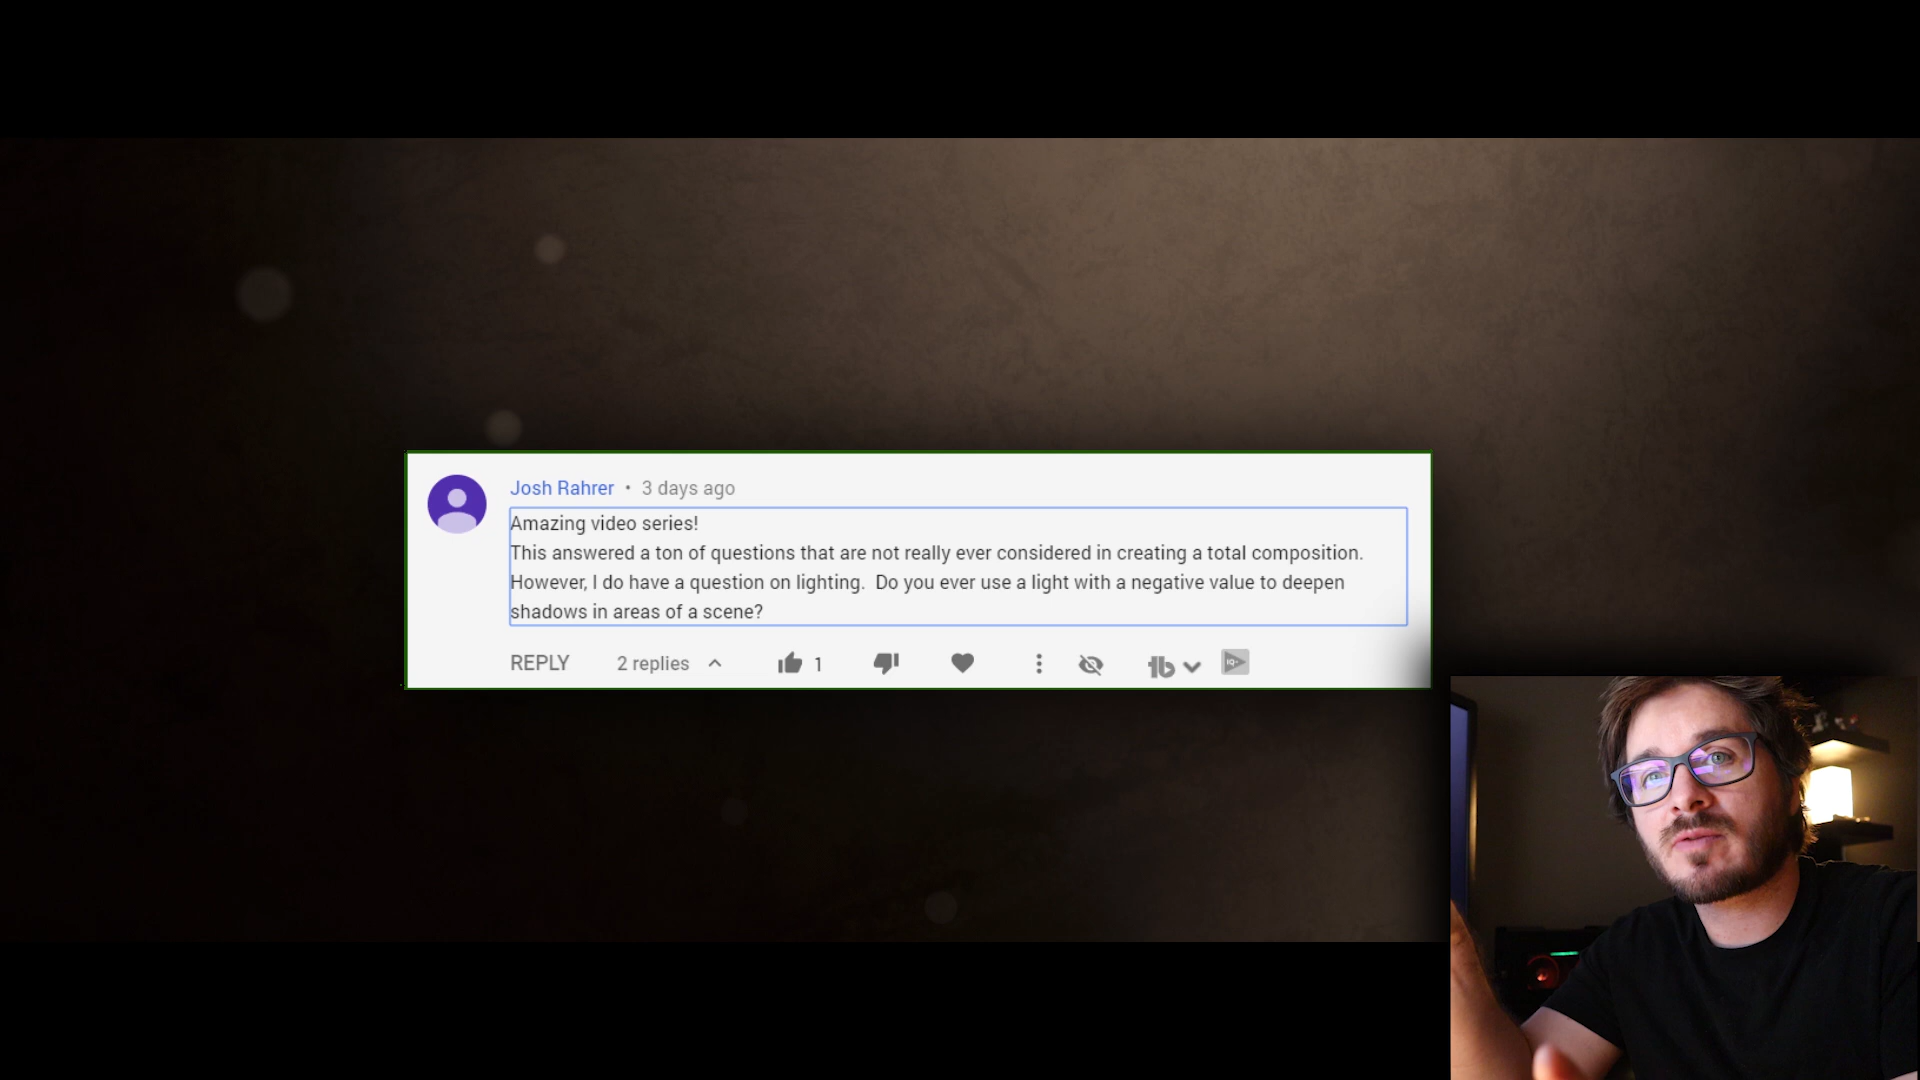 Josh Rahrer • 3 days ago
Amazing video series!
This answered a ton of questions that are not really ever considered in creating a total composition.
However, I do have a question on lighting.  Do you ever use a light with a negative value to deepen
shadows in areas of a scene?
REPLY 2 replies 1